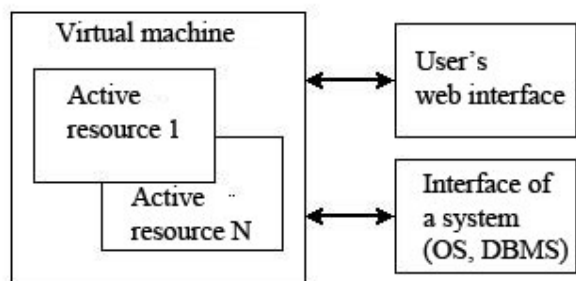 Virtual machine
Active
resource 1
Active
resource N
User's
web interface
Interface of
a system
(OS, DBMS)